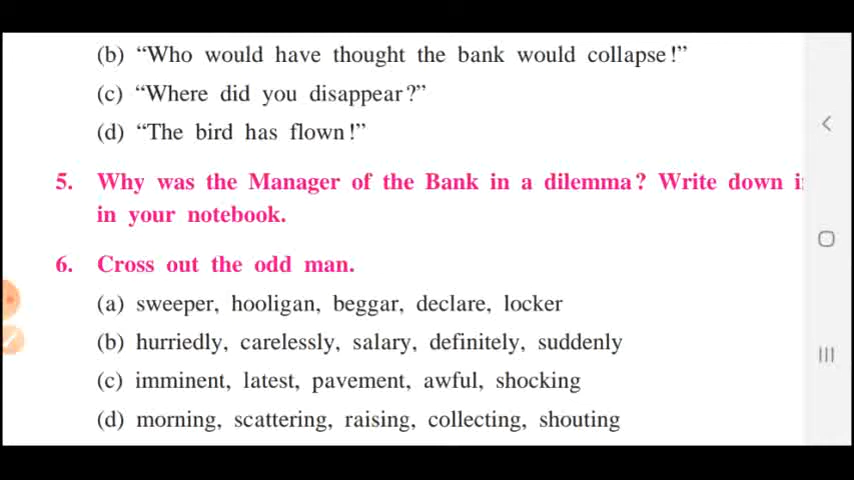 (b) “Who would have thought the bank would collapse!”
(c) “Where did you disappear?”
(d) “The bird has flown!”
5. Why was the Manager of the Bank in a dilemma? Write down
in your notebook.
6. Cross out the odd man.
(a) sweeper, hooligan, beggar, declare, locker
(b) hurriedly, carelessly, salary, definitely, suddenly
(c) imminent, latest, pavement, awful, shocking
(d) morning, scattering, raising, collecting, shouting